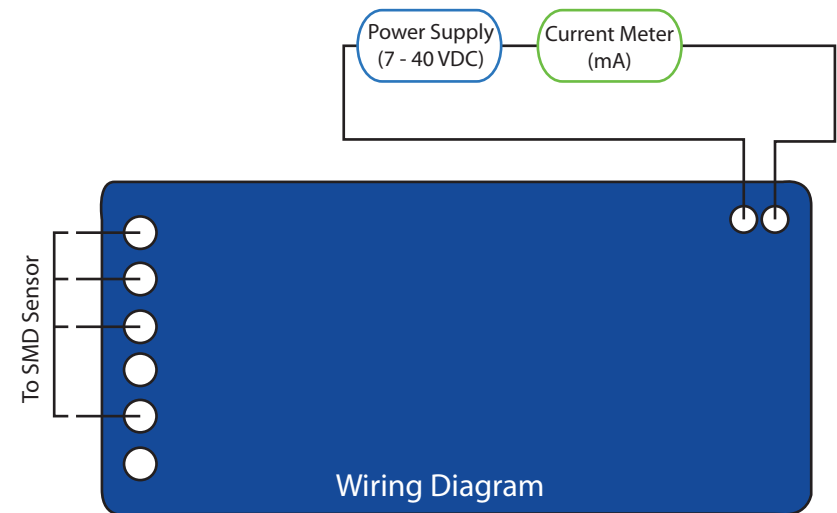 Power Supply
(7 - 40 VDC)
Current Meter
(mA)
To SMD Sensor
Wiring Diagram